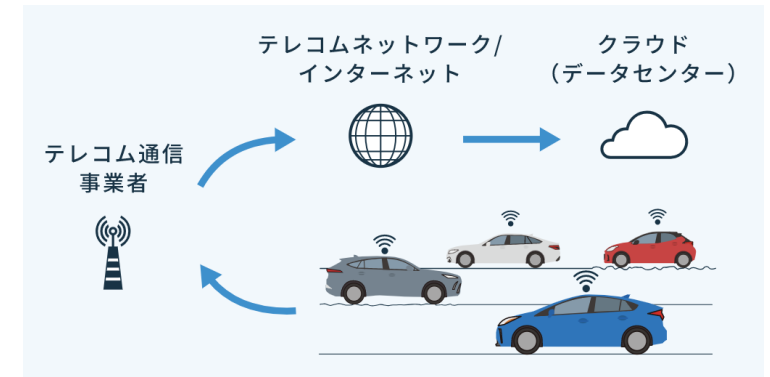 テレコムネットワーク/
インターネット
クラウド
（データセンター）
テレコム通信
事業者